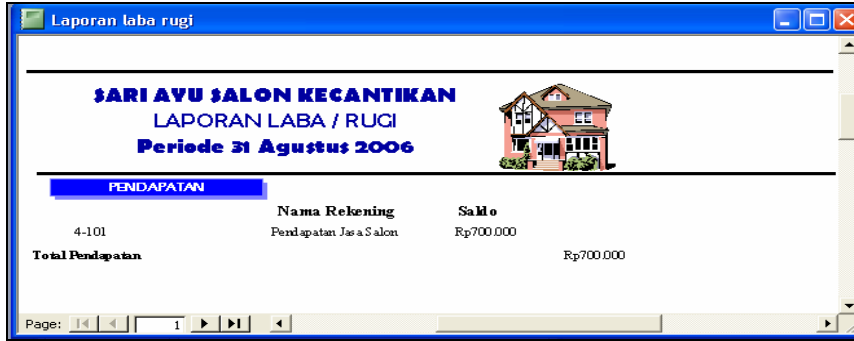 Laporan laba rugi
SARI AYU SALON KECANTIKAN
LAPORAN LABA / RUGI
Periode 31 Agustus 2006
PENDAPATAN
Nama Rekening Saldo
4-101 Pendapatan Jasa Salon Rp700.000
Total Pendapatan Rp700.000
Page: 1